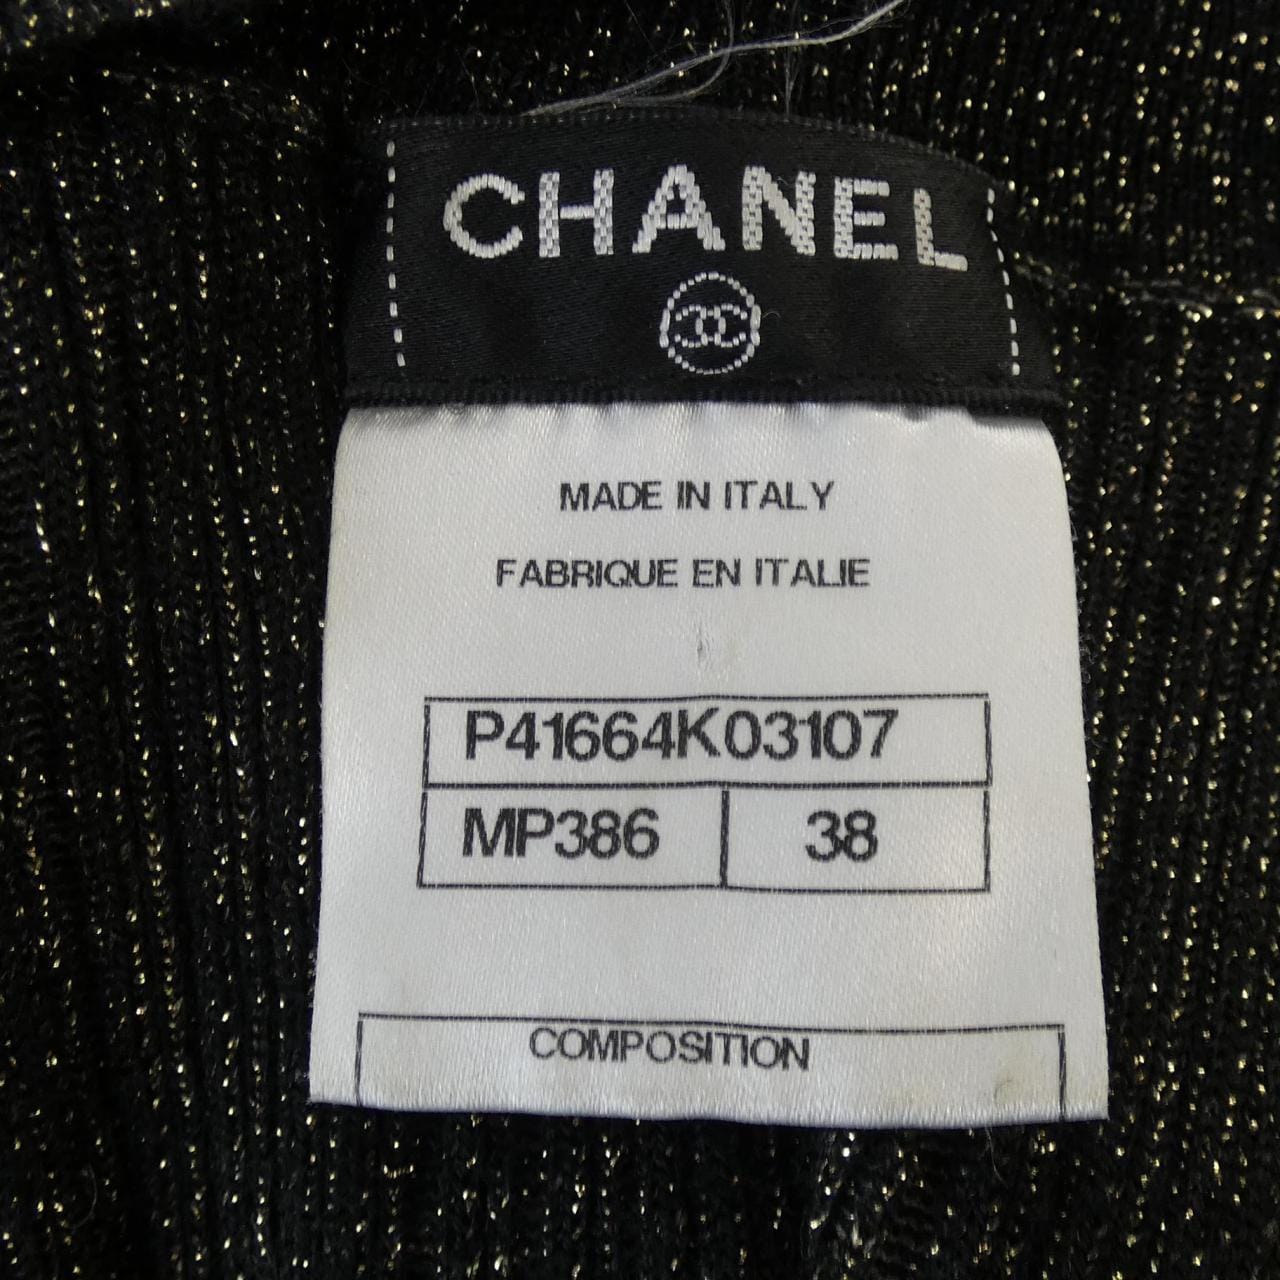 CHANEL
MADE IN ITALY
FABRIQUE EN ITALIE
P41664K03107
MP386 38
COMPOSITION